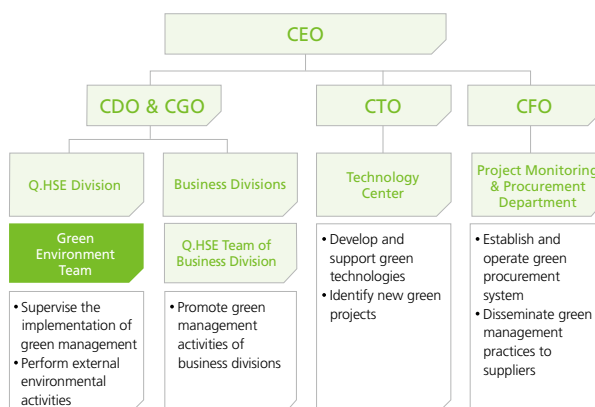 CEO
CDO & CGO
CTO
CFO
Q.HSE Division
Business Divisions
Technology
Center
Project Monitoring
& Procurement
Department
Green
Environment
Team
Q.HSE Team of
Business Division
• Supervise the
implementation of
green management
• Perform external
environmental
activities
• Promote green
management
activities of
business divisions
• Develop and
support green
technologies
• Identify new green
projects
• Establish and
operate green
procurement
system
• Disseminate green
management
practices to
suppliers